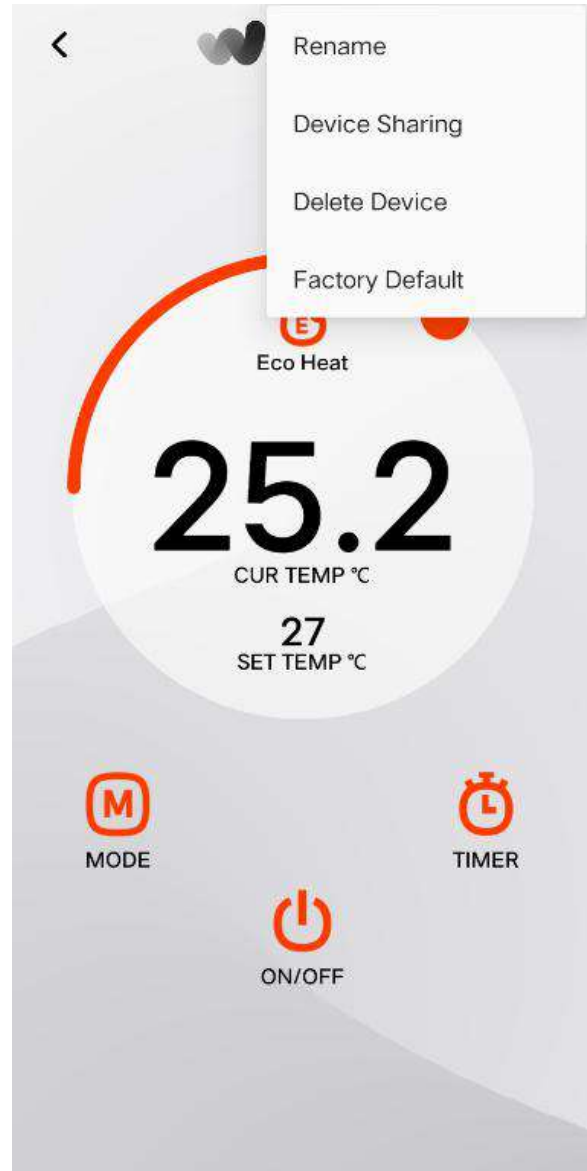 Rename
Device Sharing
Delete Device
Factory Default
E
Eco Heat
25.2
CUR TEMP °C
27
SET TEMP °C
M
MODE
TIMER
ON/OFF